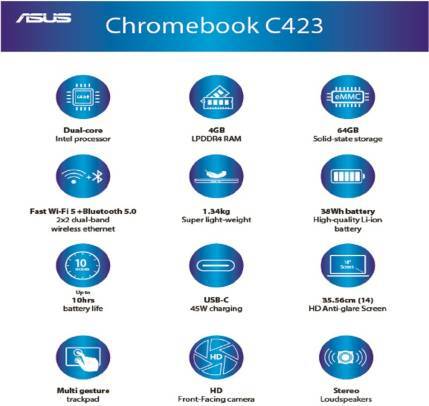 ASUS Chromebook C423
eMMC
Dual-core 4GB 64GB
Intel processor LPDDR4 RAM Solid-state storage
Fast Wi-Fi 5 +Bluetooth 5.0 1.34kg 38Wh battery
2x2 dual-band Super light-weight High-quality Li-ion
wireless ethernet battery
10
Screen
Up to
10hrs USB-C 35.56cm (14)
battery life 45W charging HD Anti-glare Screen
HD
Multi gesture HD Stereo
trackpad Front-Facing camera Loudspeakers